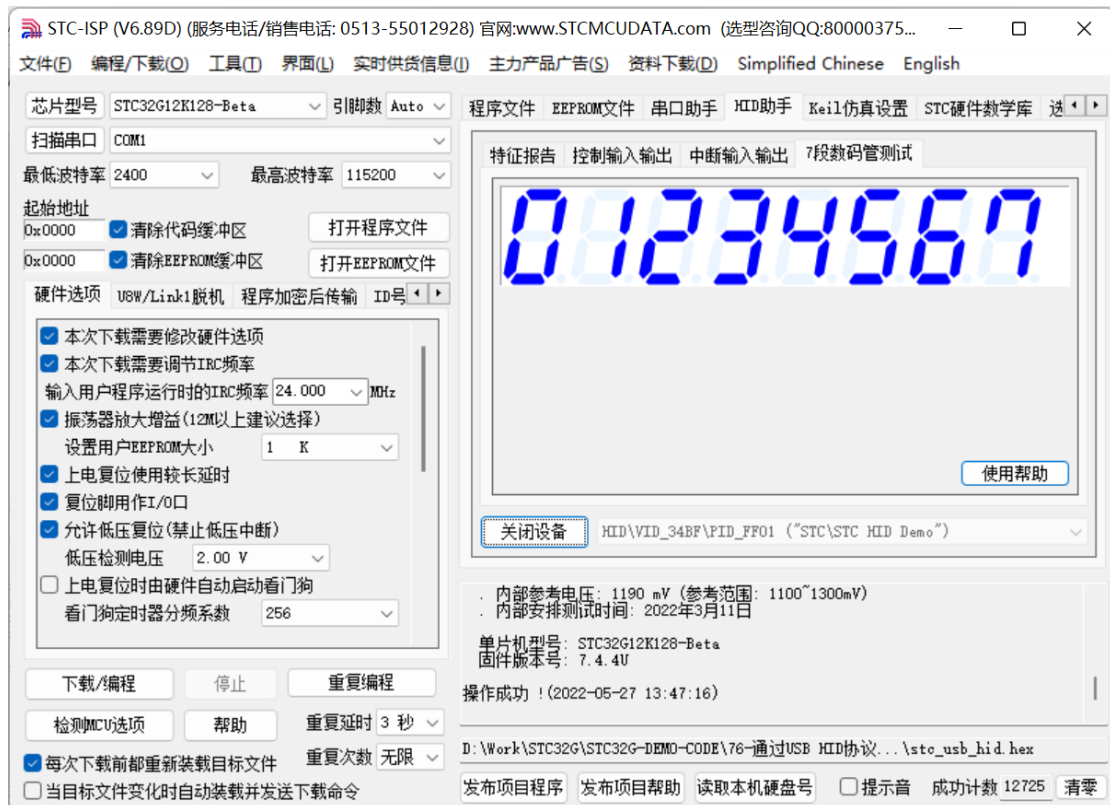 STC-ISP (V6.89D) (服务电话/销售电话: 0513-55012928) 官网:www.STCMCUDATA.com (选型咨询QQ:80000375...
文件(F) 编程/下载(O) 工具(T) 界面(L) 实时供货信息(I) 主力产品广告(S) 资料下载(D) Simplified Chinese English
芯片型号 STC32G12K128-Beta 引脚数 Auto
扫描串口 COM1
最低波特率 2400 最高波特率 115200
起始地址
0x0000 清除代码缓冲区 打开程序文件
0x0000 清除EEPROM缓冲区 打开EEPROM文件
硬件选项 U8W/Link1脱机 程序加密后传输 ID号
本次下载需要修改硬件选项
本次下载需要调节IRC频率
输入用户程序运行时的IRC频率 24.000 MHz
振荡器放大增益(12M以上建议选择)
设置用户EEPROM大小 1 K
上电复位使用较长延时
复位脚用作I/O口
允许低压复位(禁止低压中断)
低压检测电压 2.00 V
上电复位时由硬件自动启动看门狗
看门狗定时器分频系数 256
下载/编程 停止 重复编程
检测MCU选项 帮助 重复延时 3 秒
每次下载前都重新装载目标文件 重复次数 无限
当目标文件变化时自动装载并发送下载命令
程序文件 EEPROM文件 串口助手 HID助手 Keil仿真设置 STC硬件数学库 选
特征报告 控制输入输出 中断输入输出 7段数码管测试
01234567
使用帮助
关闭设备 HID\VID_34BF\PID_FF01 ("STC\STC HID Demo")
. 内部参考电压: 1190 mV (参考范围: 1100~1300mV)
. 内部安排测试时间: 2022年3月11日
单片机型号: STC32G12K128-Beta
固件版本号: 7.4.4U
操作成功 !(2022-05-27 13:47:16)
D:\Work\STC32G\STC32G-DEMO-CODE\76-通过USB HID协议...\stc_usb_hid.hex
发布项目程序 发布项目帮助 读取本机硬盘号 提示音 成功计数 12725 清零